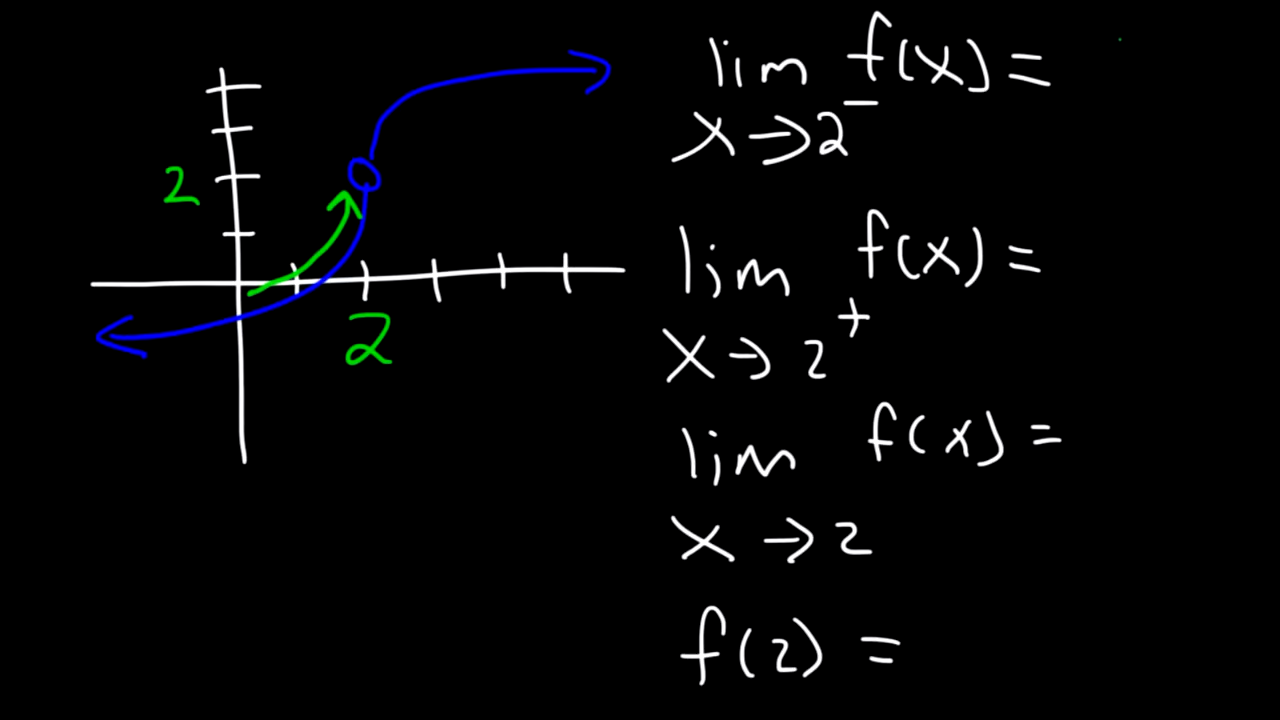 lim f(x) =
x→2⁻
2
lim f(x) =
x→2⁺
2
lim f(x) =
x→2
f(2) =